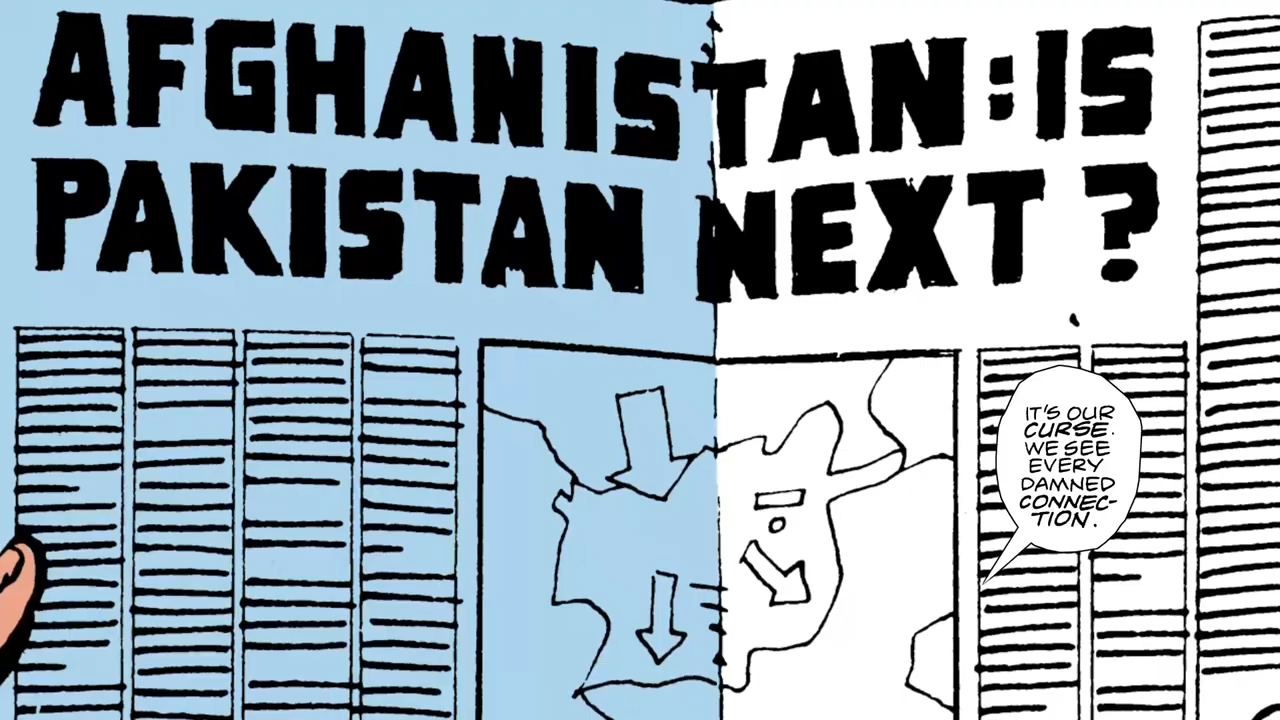 AFGHANISTAN: IS
PAKISTAN NEXT?
IT'S OUR
CURSE.
WE SEE
EVERY
DAMNED
CONNEC-
TION.